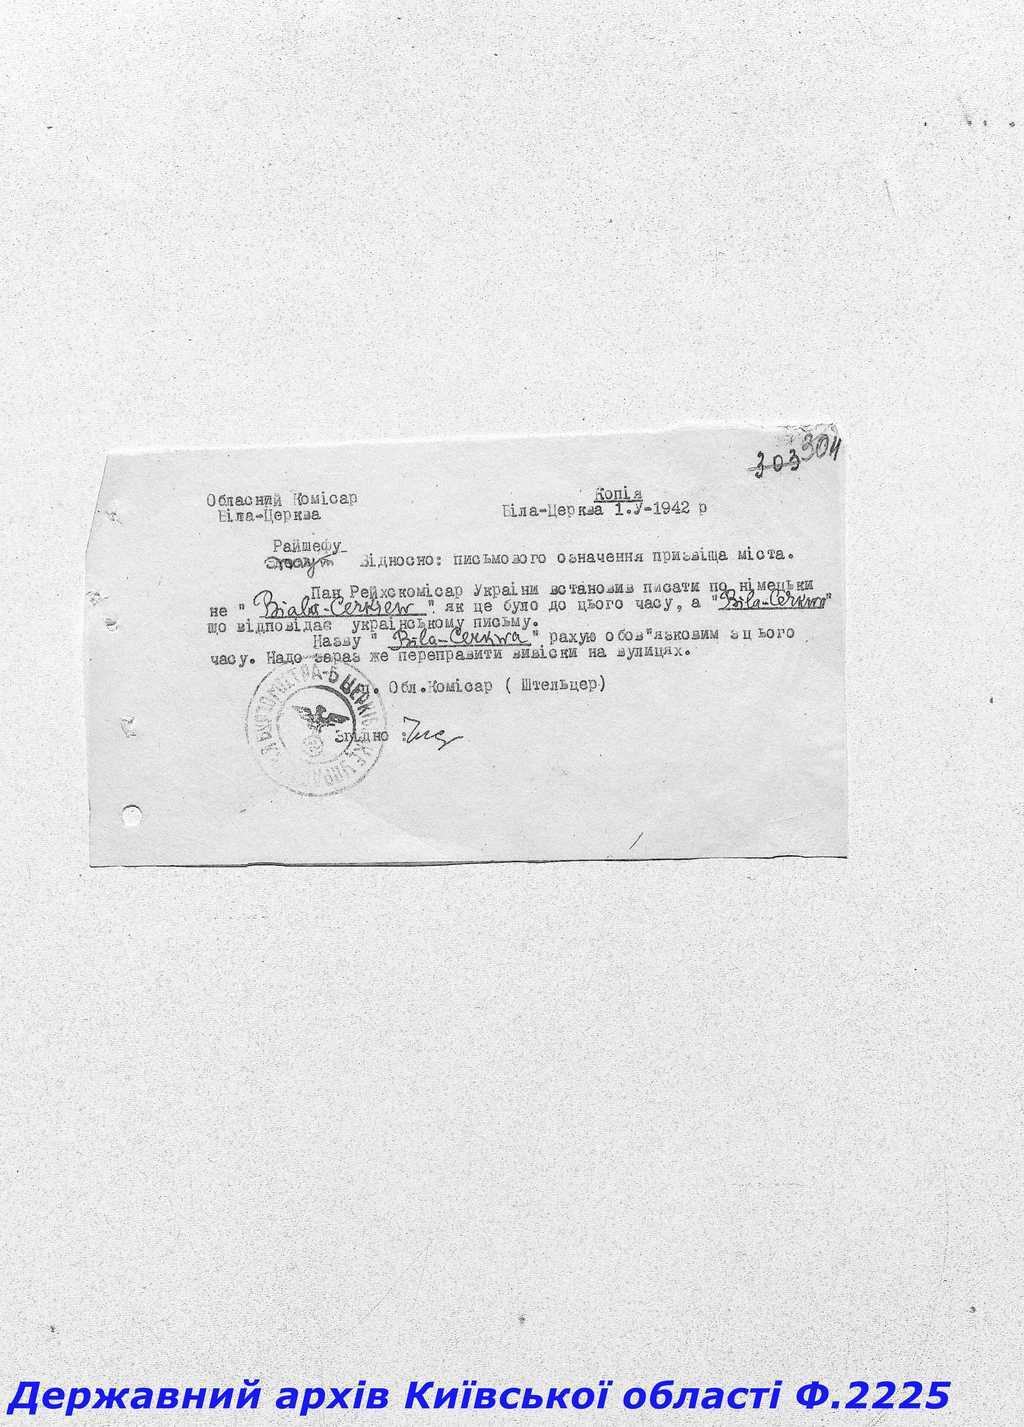 303 304
Обласний Комісар Копія
Біла-Церква Біла-Церква 1.У-1942 р
Райшефу
Відносно: письмового означення призвіща міста.
Пан Рейхскомісар України встановив писати по німецьки
не " Biala-Cerkiew " як це було до цього часу, а "Bila-Cerkwa"
що відповідає українському письму.
Назву " Bila-Cerkwa " рахую обов"язковим з цього
часу. Надо зараз же переправити вивіски на вулицях.
Обл.Комісар ( Штельцер)
Згідно :
Державний архів Київської області Ф.2225